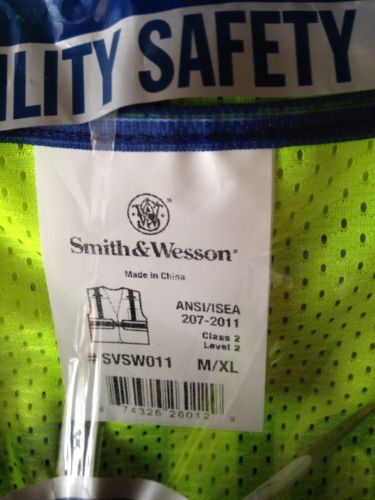 ILITY SAFETY
Smith & Wesson®
Made in China
ANSI/ISEA
207-2011
Class 2
Level 2
# SVSW011 M/XL
74326 26012 9